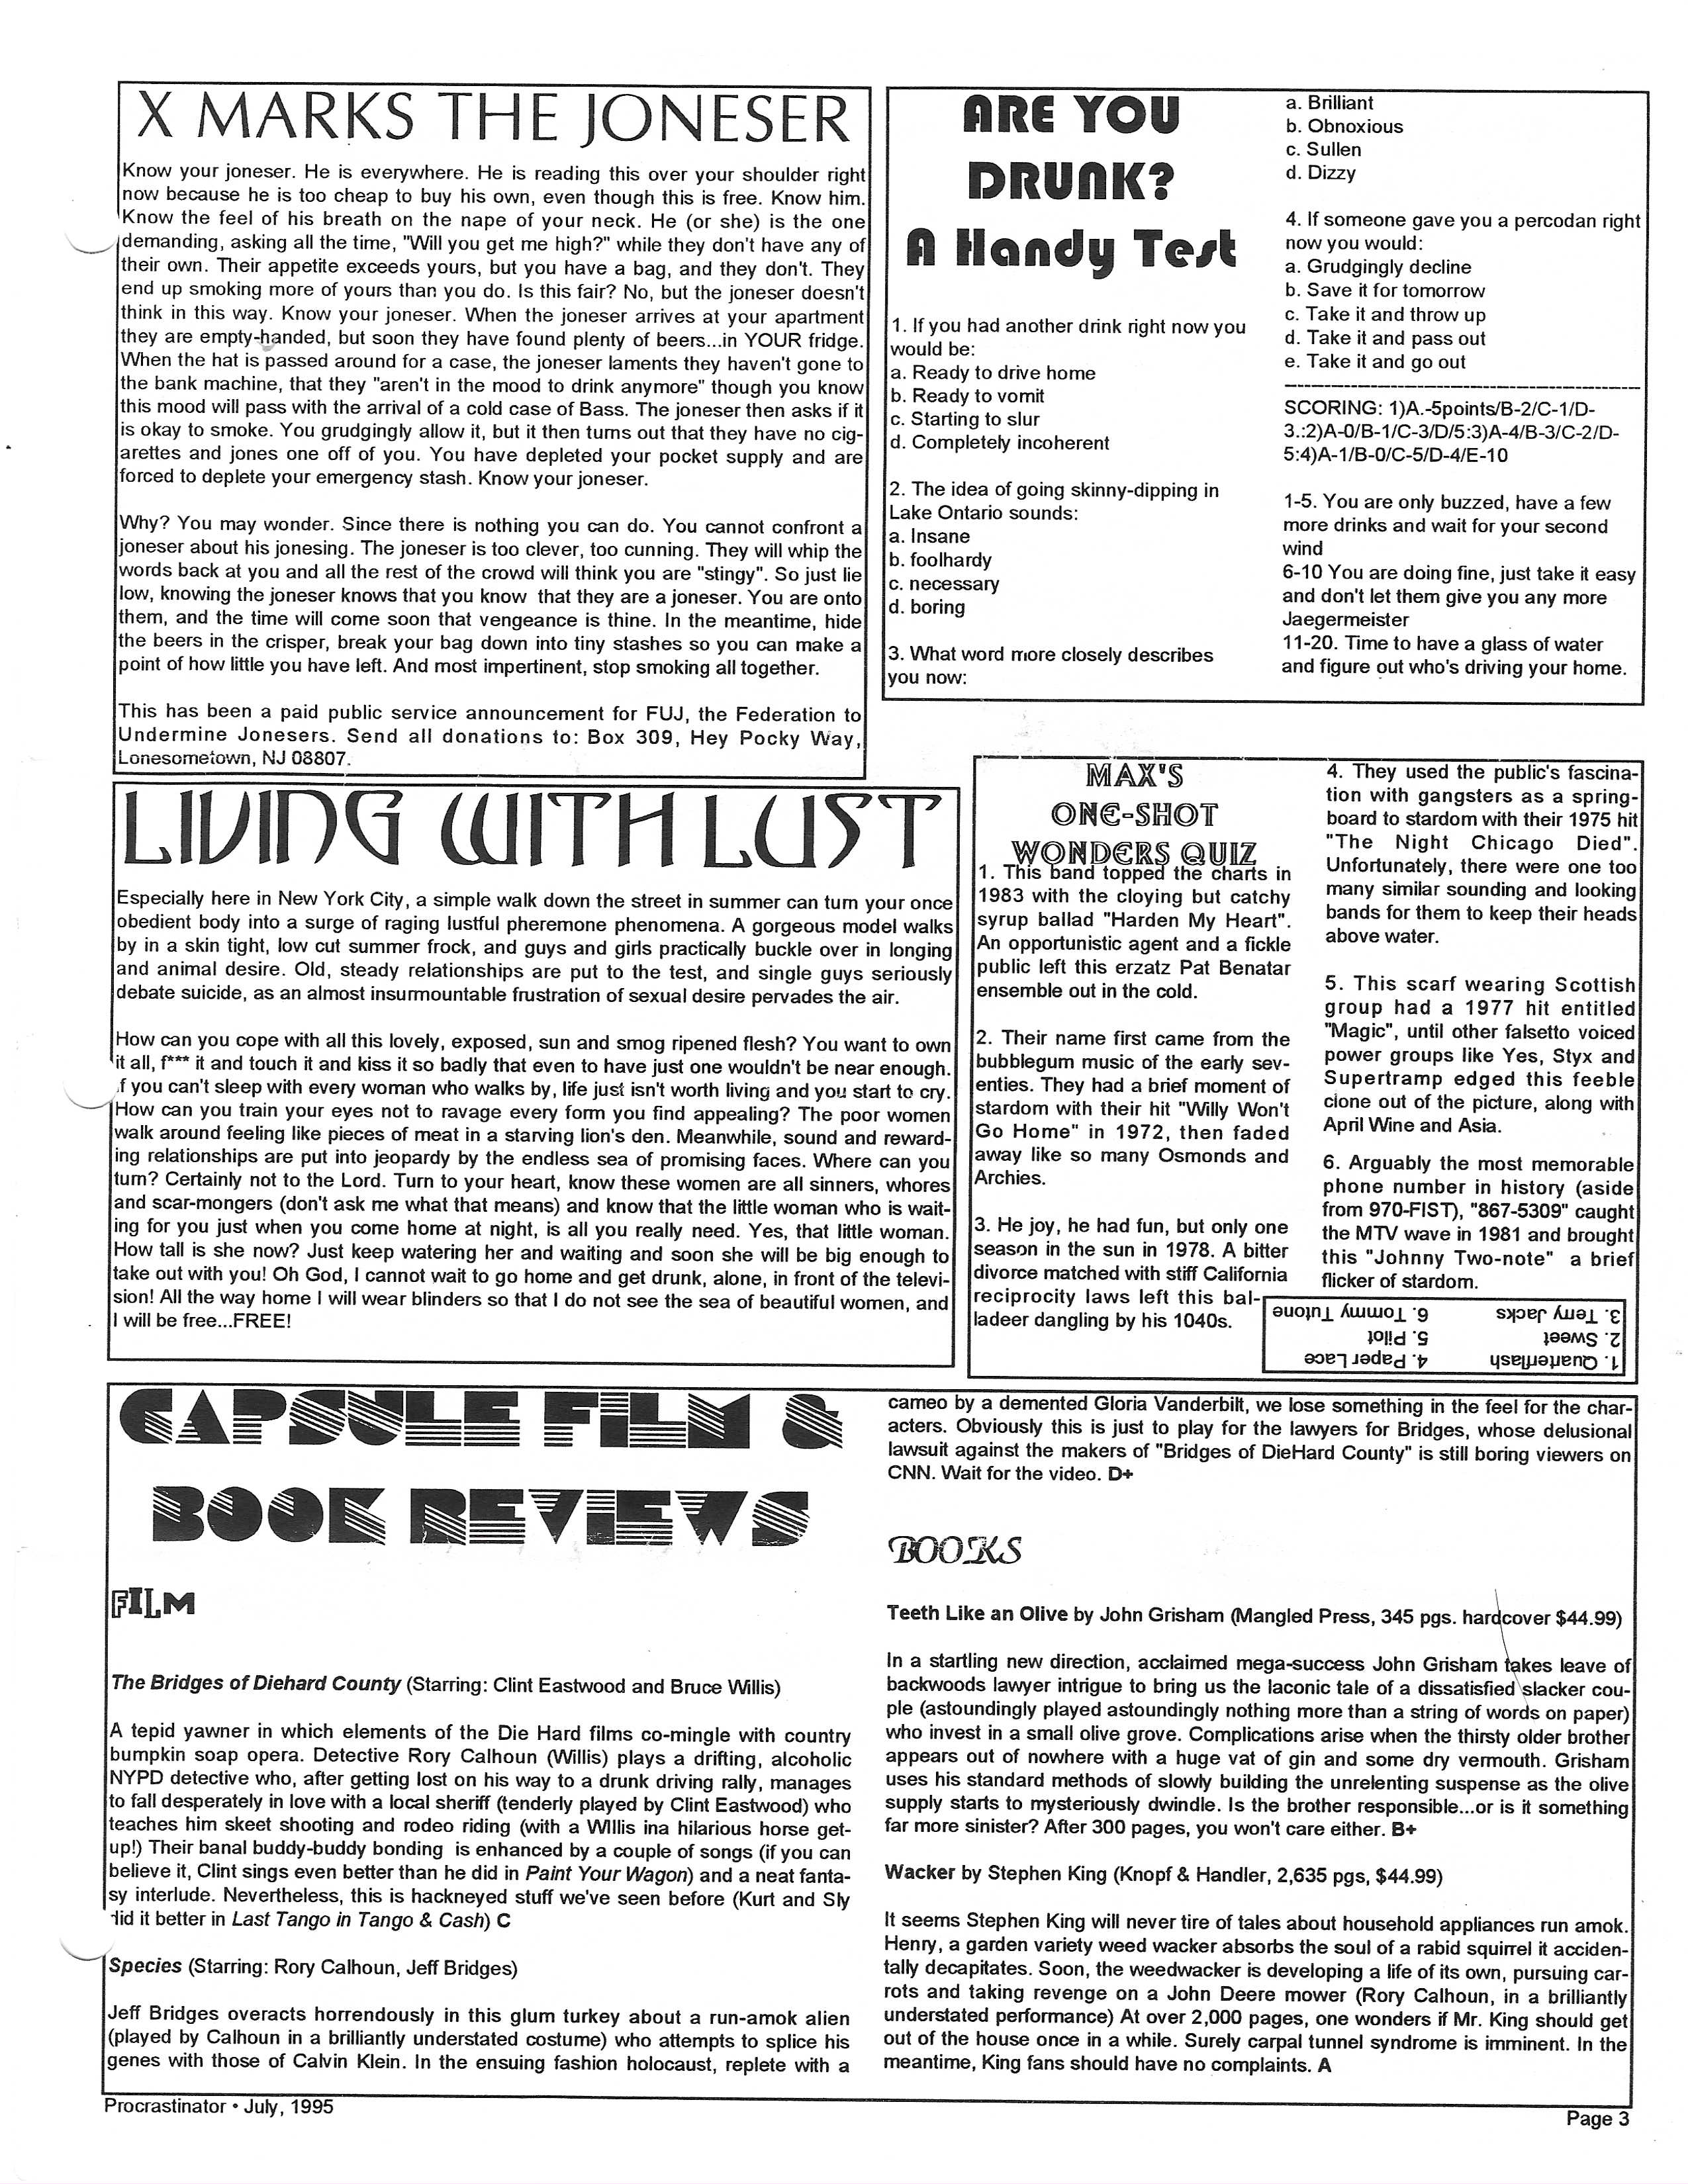 X MARKS THE JONESER
Know your joneser. He is everywhere. He is reading this over your shoulder right
now because he is too cheap to buy his own, even though this is free. Know him.
Know the feel of his breath on the nape of your neck. He (or she) is the one
demanding, asking all the time, "Will you get me high?" while they don't have any of
their own. Their appetite exceeds yours, but you have a bag, and they don't. They
end up smoking more of yours than you do. Is this fair? No, but the joneser doesn't
think in this way. Know your joneser. When the joneser arrives at your apartment
they are empty-handed, but soon they have found plenty of beers...in YOUR fridge.
When the hat is passed around for a case, the joneser laments they haven't gone to
the bank machine, that they "aren't in the mood to drink anymore" though you know
this mood will pass with the arrival of a cold case of Bass. The joneser then asks if it
is okay to smoke. You grudgingly allow it, but it then turns out that they have no cig-
arettes and jones one off of you. You have depleted your pocket supply and are
forced to deplete your emergency stash. Know your joneser.
Why? You may wonder. Since there is nothing you can do. You cannot confront a
joneser about his jonesing. The joneser is too clever, too cunning. They will whip the
words back at you and all the rest of the crowd will think you are "stingy". So just lie
low, knowing the joneser knows that you know that they are a joneser. You are onto
them, and the time will come soon that vengeance is thine. In the meantime, hide
the beers in the crisper, break your bag down into tiny stashes so you can make a
point of how little you have left. And most impertinent, stop smoking all together.
This has been a paid public service announcement for FUJ, the Federation to
Undermine Jonesers. Send all donations to: Box 309, Hey Pocky Way,
Lonesometown, NJ 08807.
ARE YOU
DRUNK?
A Handy Test
1. If you had another drink right now you
would be:
a. Ready to drive home
b. Ready to vomit
c. Starting to slur
d. Completely incoherent
2. The idea of going skinny-dipping in
Lake Ontario sounds:
a. Insane
b. foolhardy
c. necessary
d. boring
3. What word more closely describes
you now:
a. Brilliant
b. Obnoxious
c. Sullen
d. Dizzy
4. If someone gave you a percodan right
now you would:
a. Grudgingly decline
b. Save it for tomorrow
c. Take it and throw up
d. Take it and pass out
e. Take it and go out
SCORING: 1)A.-5points/B-2/C-1/D-
3.:2)A-0/B-1/C-3/D/5:3)A-4/B-3/C-2/D-
5:4)A-1/B-0/C-5/D-4/E-10
1-5. You are only buzzed, have a few
more drinks and wait for your second
wind
6-10 You are doing fine, just take it easy
and don't let them give you any more
Jaegermeister
11-20. Time to have a glass of water
and figure out who's driving your home.
LIVING WITH LUST
Especially here in New York City, a simple walk down the street in summer can turn your once
obedient body into a surge of raging lustful pheremone phenomena. A gorgeous model walks
by in a skin tight, low cut summer frock, and guys and girls practically buckle over in longing
and animal desire. Old, steady relationships are put to the test, and single guys seriously
debate suicide, as an almost insurmountable frustration of sexual desire pervades the air.
How can you cope with all this lovely, exposed, sun and smog ripened flesh? You want to own
it all, f*** it and touch it and kiss it so badly that even to have just one wouldn't be near enough.
If you can't sleep with every woman who walks by, life just isn't worth living and you start to cry.
How can you train your eyes not to ravage every form you find appealing? The poor women
walk around feeling like pieces of meat in a starving lion's den. Meanwhile, sound and reward-
ing relationships are put into jeopardy by the endless sea of promising faces. Where can you
turn? Certainly not to the Lord. Turn to your heart, know these women are all sinners, whores
and scar-mongers (don't ask me what that means) and know that the little woman who is wait-
ing for you just when you come home at night, is all you really need. Yes, that little woman.
How tall is she now? Just keep watering her and waiting and soon she will be big enough to
take out with you! Oh God, I cannot wait to go home and get drunk, alone, in front of the televi-
sion! All the way home I will wear blinders so that I do not see the sea of beautiful women, and
I will be free...FREE!
MAX'S
ONE-SHOT
WONDERS QUIZ
1. This band topped the charts in
1983 with the cloying but catchy
syrup ballad "Harden My Heart".
An opportunistic agent and a fickle
public left this erzatz Pat Benatar
ensemble out in the cold.
2. Their name first came from the
bubblegum music of the early sev-
enties. They had a brief moment of
stardom with their hit "Willy Won't
Go Home" in 1972, then faded
away like so many Osmonds and
Archies.
3. He joy, he had fun, but only one
season in the sun in 1978. A bitter
divorce matched with stiff California
reciprocity laws left this bal-
ladeer dangling by his 1040s.
4. They used the public's fascina-
tion with gangsters as a spring-
board to stardom with their 1975 hit
"The Night Chicago Died".
Unfortunately, there were one too
many similar sounding and looking
bands for them to keep their heads
above water.
5. This scarf wearing Scottish
group had a 1977 hit entitled
"Magic", until other falsetto voiced
power groups like Yes, Styx and
Supertramp edged this feeble
clone out of the picture, along with
April Wine and Asia.
6. Arguably the most memorable
phone number in history (aside
from 970-FIST), "867-5309" caught
the MTV wave in 1981 and brought
this "Johnny Two-note" a brief
flicker of stardom.
1. Quarterflash
2. Sweet
3. Terry Jacks
4. Paper Lace
5. Pilot
6. Tommy Tutone
CAPSULE FILM &
BOOK REVIEWS
FILM
The Bridges of Diehard County (Starring: Clint Eastwood and Bruce Willis)
A tepid yawner in which elements of the Die Hard films co-mingle with country
bumpkin soap opera. Detective Rory Calhoun (Willis) plays a drifting, alcoholic
NYPD detective who, after getting lost on his way to a drunk driving rally, manages
to fall desperately in love with a local sheriff (tenderly played by Clint Eastwood) who
teaches him skeet shooting and rodeo riding (with a WIllis ina hilarious horse get-
up!) Their banal buddy-buddy bonding is enhanced by a couple of songs (if you can
believe it, Clint sings even better than he did in Paint Your Wagon) and a neat fanta-
sy interlude. Nevertheless, this is hackneyed stuff we've seen before (Kurt and Sly
did it better in Last Tango in Tango & Cash) C
Species (Starring: Rory Calhoun, Jeff Bridges)
Jeff Bridges overacts horrendously in this glum turkey about a run-amok alien
(played by Calhoun in a brilliantly understated costume) who attempts to splice his
genes with those of Calvin Klein. In the ensuing fashion holocaust, replete with a
cameo by a demented Gloria Vanderbilt, we lose something in the feel for the char-
acters. Obviously this is just to play for the lawyers for Bridges, whose delusional
lawsuit against the makers of "Bridges of DieHard County" is still boring viewers on
CNN. Wait for the video. D+
BOOKS
Teeth Like an Olive by John Grisham (Mangled Press, 345 pgs. hardcover $44.99)
In a startling new direction, acclaimed mega-success John Grisham takes leave of
backwoods lawyer intrigue to bring us the laconic tale of a dissatisfied slacker cou-
ple (astoundingly played astoundingly nothing more than a string of words on paper)
who invest in a small olive grove. Complications arise when the thirsty older brother
appears out of nowhere with a huge vat of gin and some dry vermouth. Grisham
uses his standard methods of slowly building the unrelenting suspense as the olive
supply starts to mysteriously dwindle. Is the brother responsible...or is it something
far more sinister? After 300 pages, you won't care either. B+
Wacker by Stephen King (Knopf & Handler, 2,635 pgs, $44.99)
It seems Stephen King will never tire of tales about household appliances run amok.
Henry, a garden variety weed wacker absorbs the soul of a rabid squirrel it acciden-
tally decapitates. Soon, the weedwacker is developing a life of its own, pursuing car-
rots and taking revenge on a John Deere mower (Rory Calhoun, in a brilliantly
understated performance) At over 2,000 pages, one wonders if Mr. King should get
out of the house once in a while. Surely carpal tunnel syndrome is imminent. In the
meantime, King fans should have no complaints. A
Procrastinator • July, 1995
Page 3